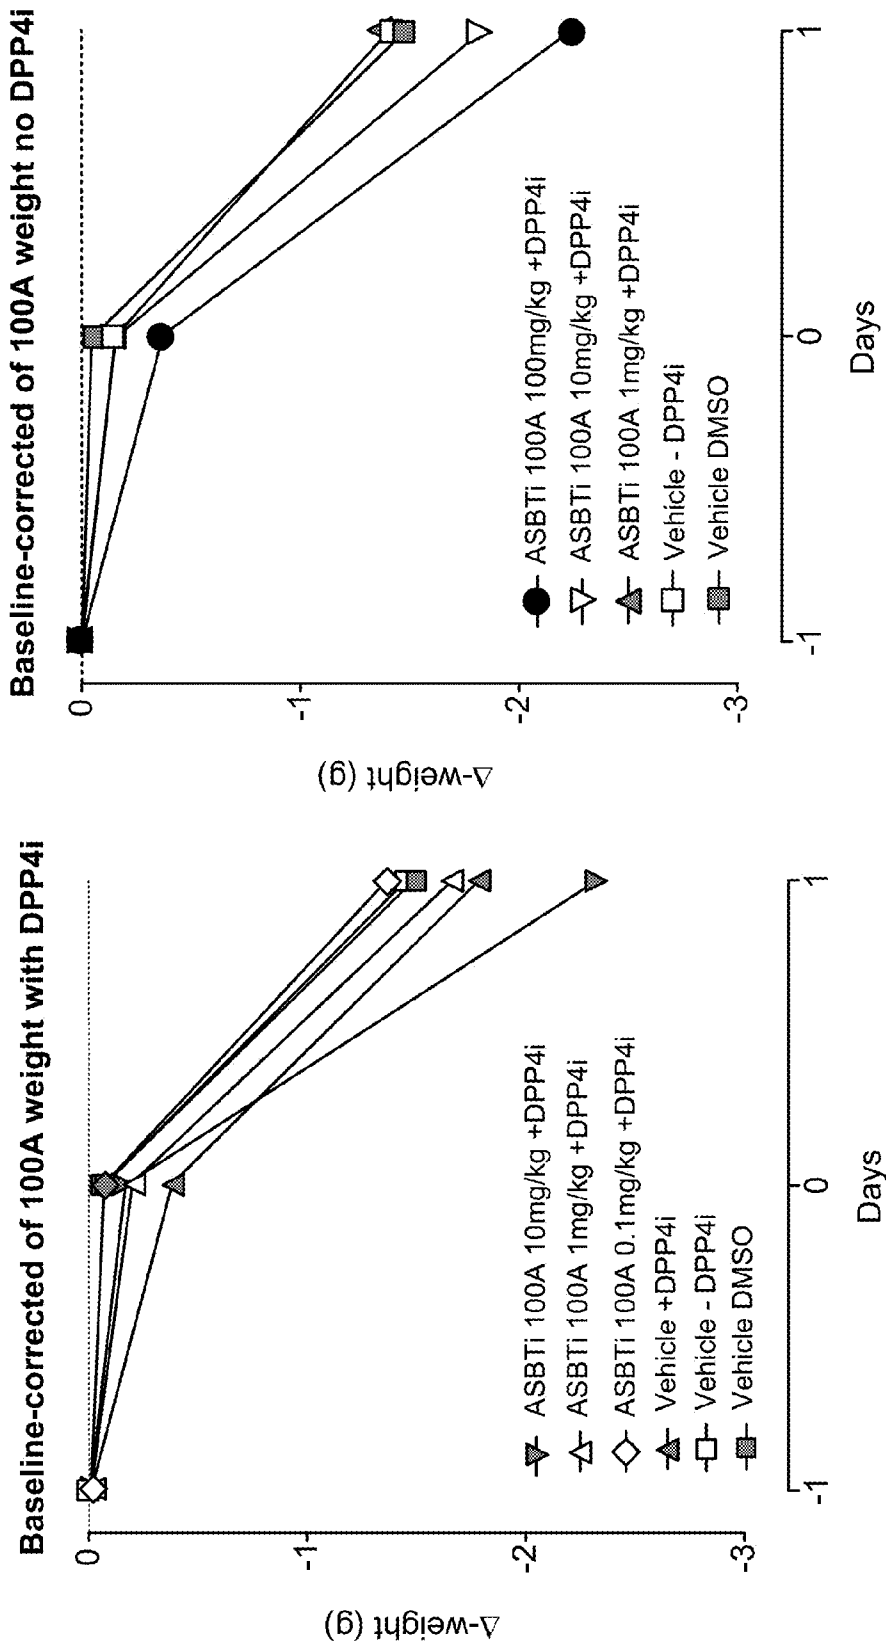 Baseline-corrected of 100A weight with DPP4i
0
-1
-2
-3
Δ-weight (g)
ASBTi 100A 10mg/kg +DPP4i
ASBTi 100A 1mg/kg +DPP4i
ASBTi 100A 0.1mg/kg +DPP4i
Vehicle +DPP4i
Vehicle - DPP4i
Vehicle DMSO
-1
0
1
Days
Baseline-corrected of 100A weight no DPP4i
0
-1
-2
-3
Δ-weight (g)
ASBTi 100A 100mg/kg +DPP4i
ASBTi 100A 10mg/kg +DPP4i
ASBTi 100A 1mg/kg +DPP4i
Vehicle - DPP4i
Vehicle DMSO
-1
0
1
Days